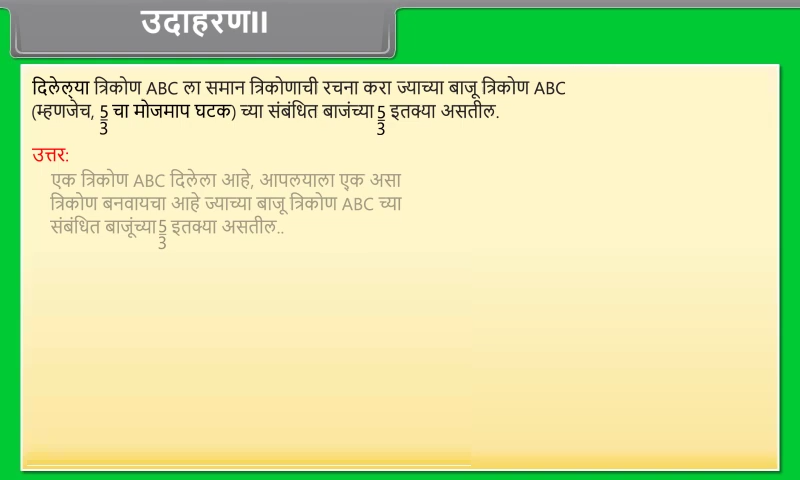 उदाहरण।।
दिलेल्‍या त्रिकोण ABC ला समान त्रिकोणाची रचना करा ज्याच्या बाजू त्रिकोण ABC
(म्हणजेच, 5/3 चा मोजमाप घटक) च्या संबंधित बाजंच्या 5/3 इतक्या असतील.
उत्तर:
एक त्रिकोण ABC दिलेला आहे, आपलयाला एक असा
त्रिकोण बनवायचा आहे ज्याच्या बाजू त्रिकोण ABC च्या
संबंधित बाजूंच्या 5/3 इतक्या असतील..